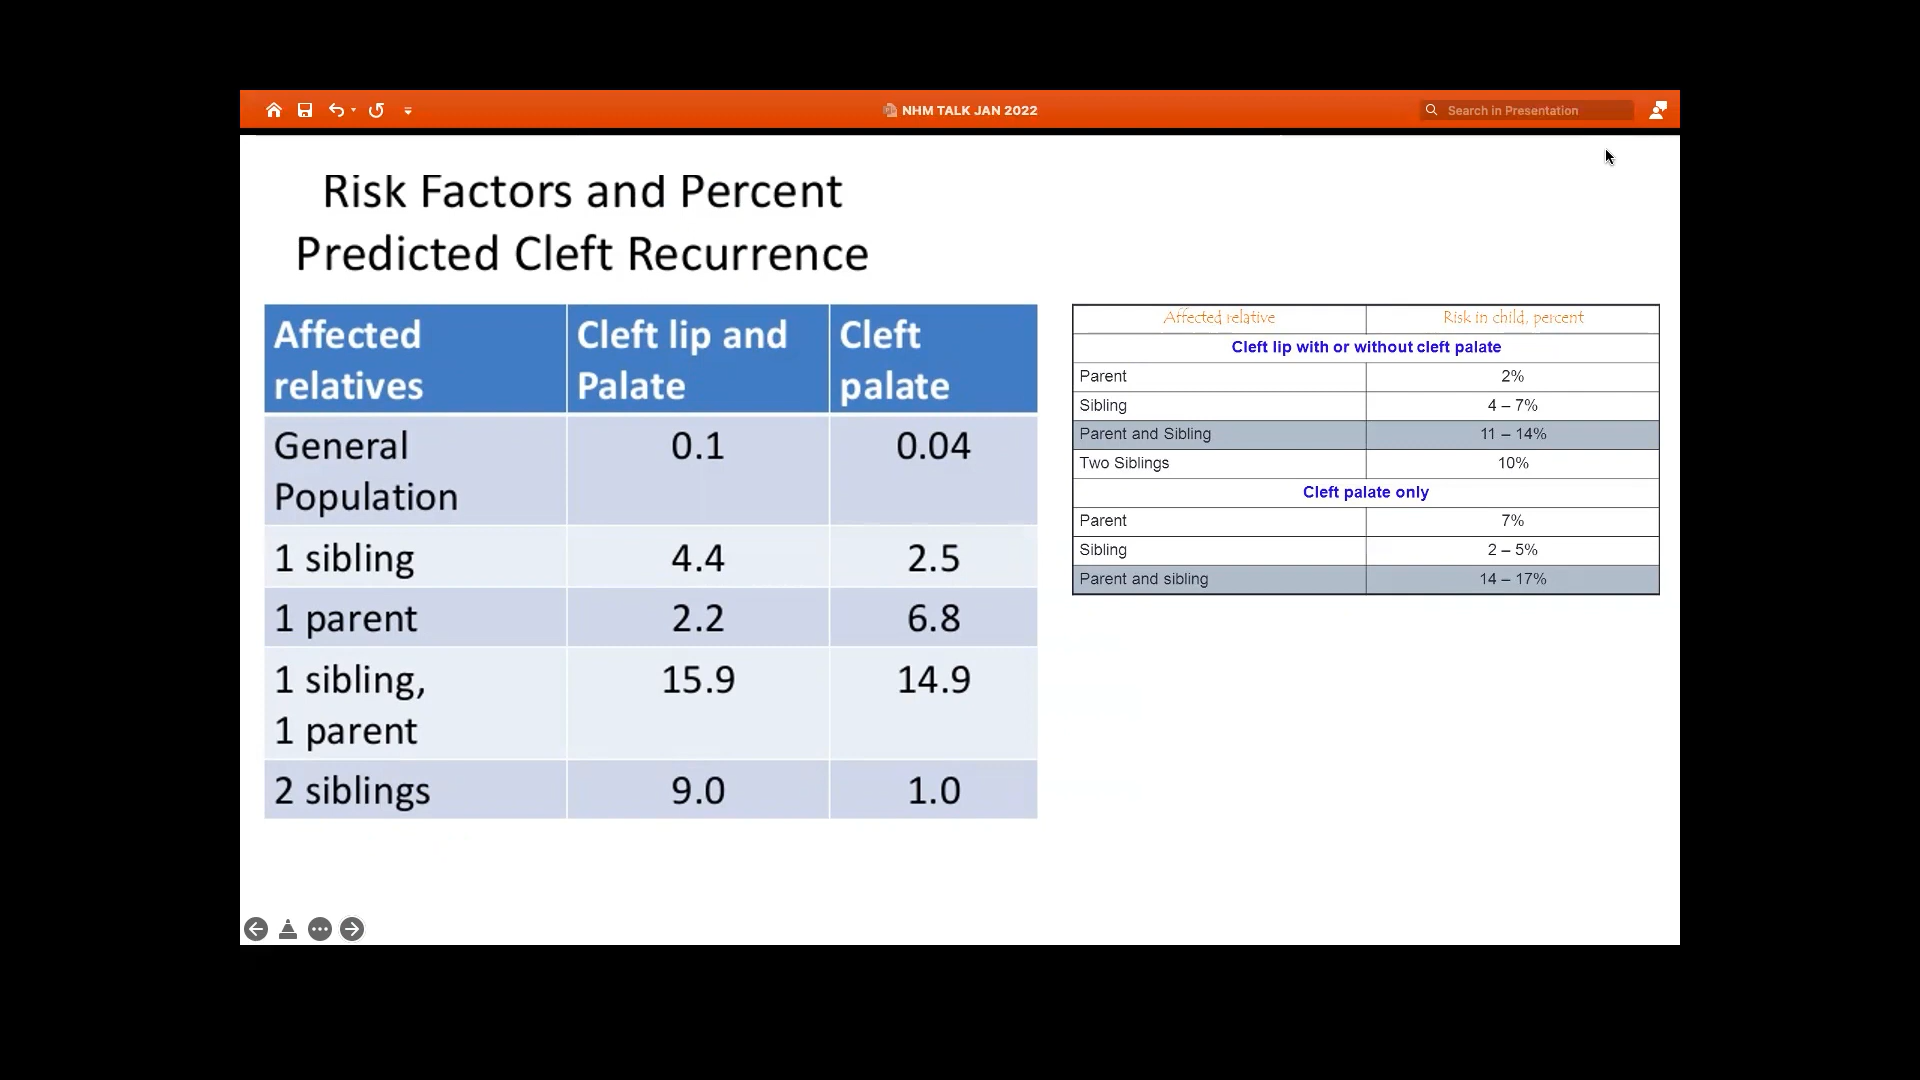 NHM TALK JAN 2022
Search in Presentation
Risk Factors and Percent
Predicted Cleft Recurrence
Affected relatives Cleft lip and Palate Cleft palate
General Population 0.1 0.04
1 sibling 4.4 2.5
1 parent 2.2 6.8
1 sibling, 1 parent 15.9 14.9
2 siblings 9.0 1.0
Affected relative Risk in child, percent
Cleft lip with or without cleft palate
Parent 2%
Sibling 4 – 7%
Parent and Sibling 11 – 14%
Two Siblings 10%
Cleft palate only
Parent 7%
Sibling 2 – 5%
Parent and sibling 14 – 17%